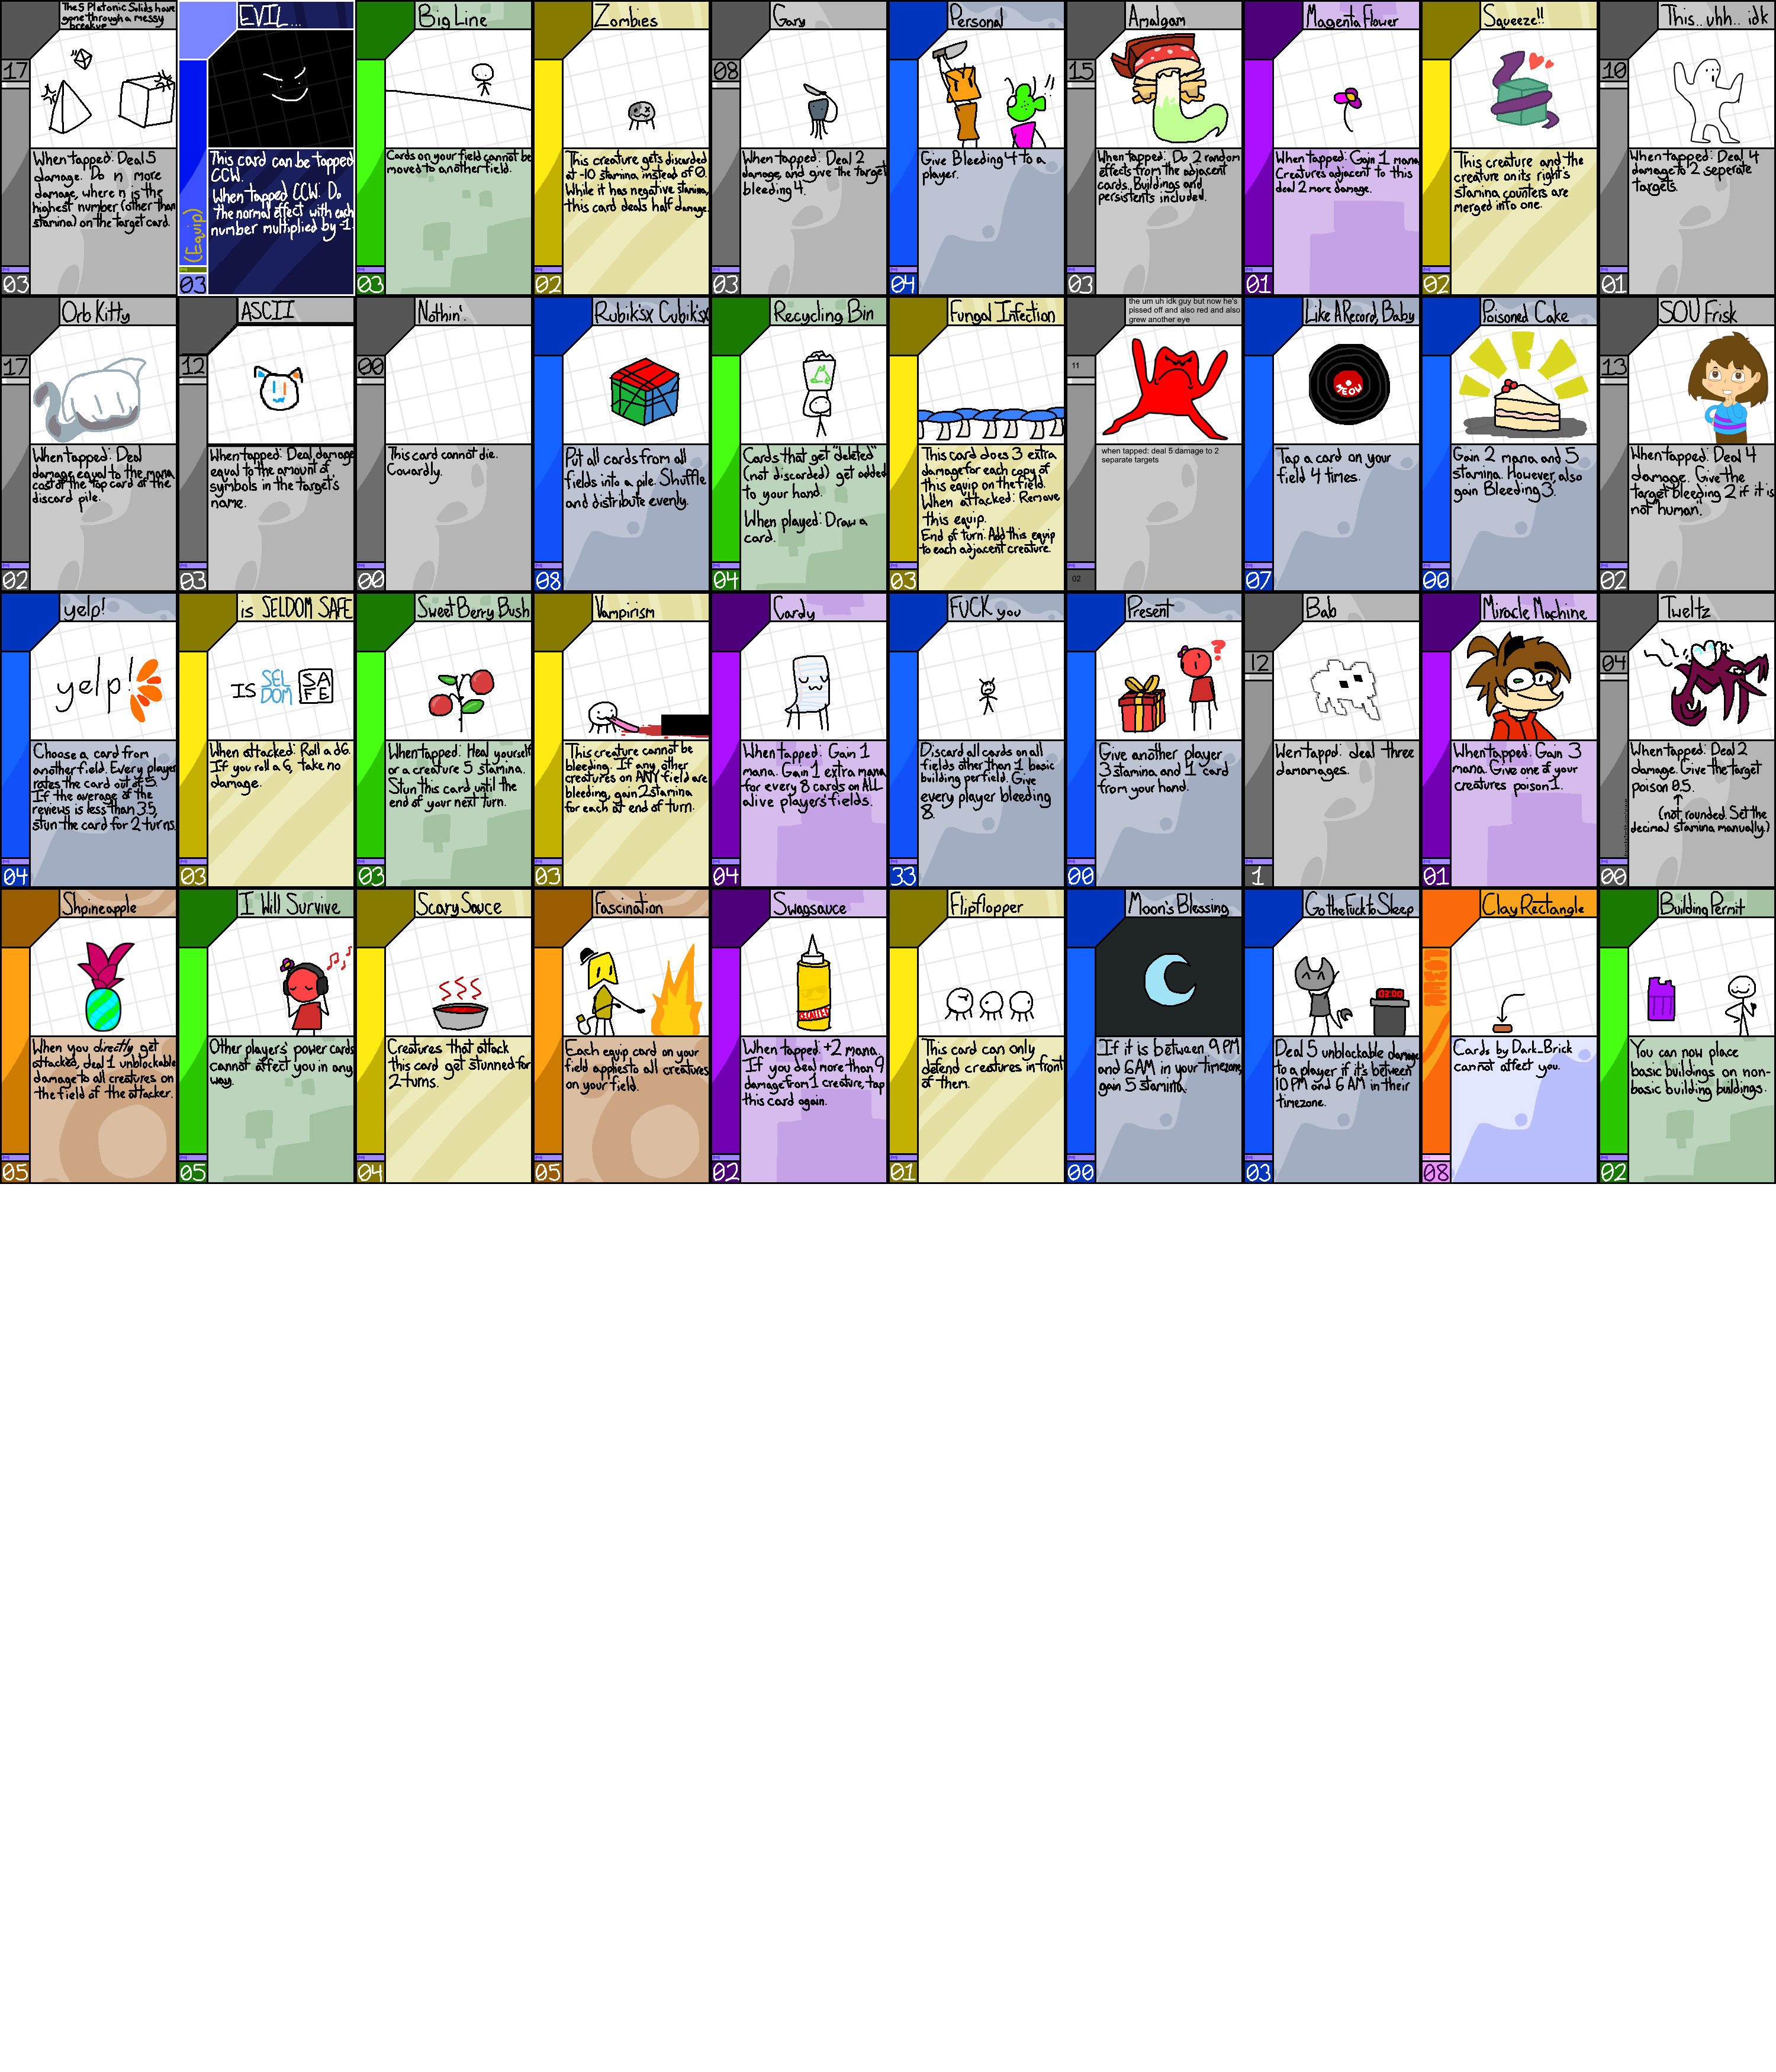 The 5 Platonic Solids have
gone through a messy
breakup
17
When tapped: Deal 5
damage. Do n more
damage, where n is the
highest number (other than
stamina) on the target card.
03
EVIL...
This card can be tapped
CCW.
When tapped CCW: Do
the normal effect with each
number multiplied by -1.
(Equip)
03
Big Line
Cards on your field cannot be
moved to another field.
03
Zombies
This creature gets discarded
at -10 stamina instead of 0.
While it has negative stamina,
this card deals half damage.
02
Gary
08
When tapped: Deal 2
damage, and give the target
bleeding 4.
03
Personal
Give Bleeding 4 to a
player.
04
Amalgam
15
When tapped: Do 2 random
effects from the adjacent
cards. Buildings and
persistents included.
03
Magenta Flower
When tapped: Gain 1 mana
Creatures adjacent to this
deal 2 more damage.
01
Squeeze!!
This creature and the
creature on its right's
stamina counters are
merged into one.
02
This.. uhh.. idk
10
When tapped: Deal 4
damage to 2 seperate
targets.
01
Orb Kitty
17
When tapped: Deal
damage equal to the mana
cost of the top card of the
discard pile.
02
ASCII
12
When tapped: Deal damage
equal to the amount of
symbols in the target's
name.
03
Nothin'
00
This card cannot die.
Cowardly.
00
Rubik'sx Cubik'sx
Put all cards from all
fields into a pile. Shuffle
and distribute evenly.
08
Recycling Bin
Cards that get "deleted"
(not discarded) get added
to your hand.
When played: Draw a
card.
04
Fungal Infection
This card does 3 extra
damage for each copy of
this equip on the field.
When attacked: Remove
this equip.
End of turn: Add this equip
to each adjacent creature.
03
the um uh idk guy but now he's
pissed off and also red and also
grew another eye
11
when tapped: deal 5 damage to 2
separate targets
02
Like A Record, Baby
MEOW
Tap a card on your
field 4 times.
07
Poisoned Cake
Gain 2 mana and 5
stamina. However, also
gain Bleeding 3.
00
SOU Frisk
13
When tapped: Deal 4
damage. Give the
target bleeding 2 if it is
not human.
02
yelp!
yelp!
Choose a card from
another field. Every player
rates the card out of 5.
If the average of the
reviews is less than 3.5,
stun the card for 2 turns.
04
is SELDOM SAFE
IS SEL
DOM
SA
FE
When attacked: Roll a d6.
If you roll a 6, take no
damage.
03
Sweet Berry Bush
When tapped: Heal yourself
or a creature 5 stamina.
Stun this card until the
end of your next turn.
03
Vampirism
This creature cannot be
bleeding. If any other
creatures on ANY field are
bleeding, gain 2 stamina
for each at end of turn.
03
Cardy
When tapped: Gain 1
mana. Gain 1 extra mana
for every 8 cards on ALL
alive players' fields.
04
FUCK you
Discard all cards on all
fields other than 1 basic
building per field. Give
every player bleeding
8.
33
Present
?
Give another player
3 stamina and 1 card
from your hand.
00
Bab
12
Wen tappd: deal three
damamages.
1
Miracle Machine
When tapped: Gain 3
mana. Give one of your
creatures poison 1.
01
Tweltz
04
When tapped: Deal 2
damage. Give the target
poison 0.5.
(not rounded. Set the
decimal stamina manually.)
00
Shpineapple
When you directly get
attacked, deal 1 unblockable
damage to all creatures on
the field of the attacker.
05
I Will Survive
Other players' power cards
cannot affect you in any
way.
05
Scary Sauce
Creatures that attack
this card get stunned for
2 turns.
04
Fascination
Each equip card on your
field applies to all creatures
on your field.
05
Swagsauce
When tapped: +2 mana.
If you deal more than 9
damage from 1 creature, tap
this card again.
02
Flipflopper
This card can only
defend creatures in front
of them.
01
Moon's Blessing
If it is between 9 PM
and 6 AM in your timezone,
gain 5 stamina.
00
Go the Fuck to Sleep
02:00
Deal 5 unblockable damage
to a player if it's between
10 PM and 6 AM in their
timezone.
03
Clay Rectangle
Cards by Dark_Brick
cannot affect you.
08
Building Permit
You can now place
basic buildings on non-
basic building buildings.
02